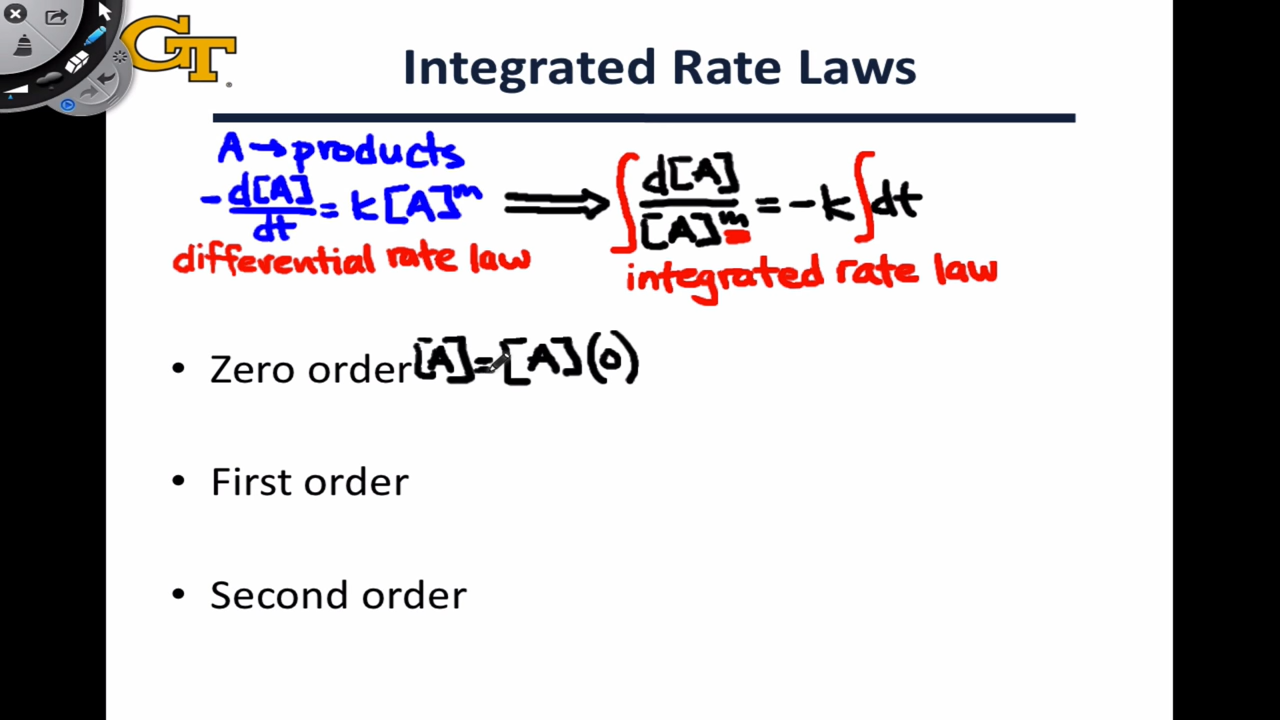 GT
Integrated Rate Laws
A → products
-d[A]/dt = k[A]^m ⟹ ∫ d[A]/[A]^m = -k ∫ dt
differential rate law
integrated rate law
• Zero order [A] = [A](0)
• First order
• Second order